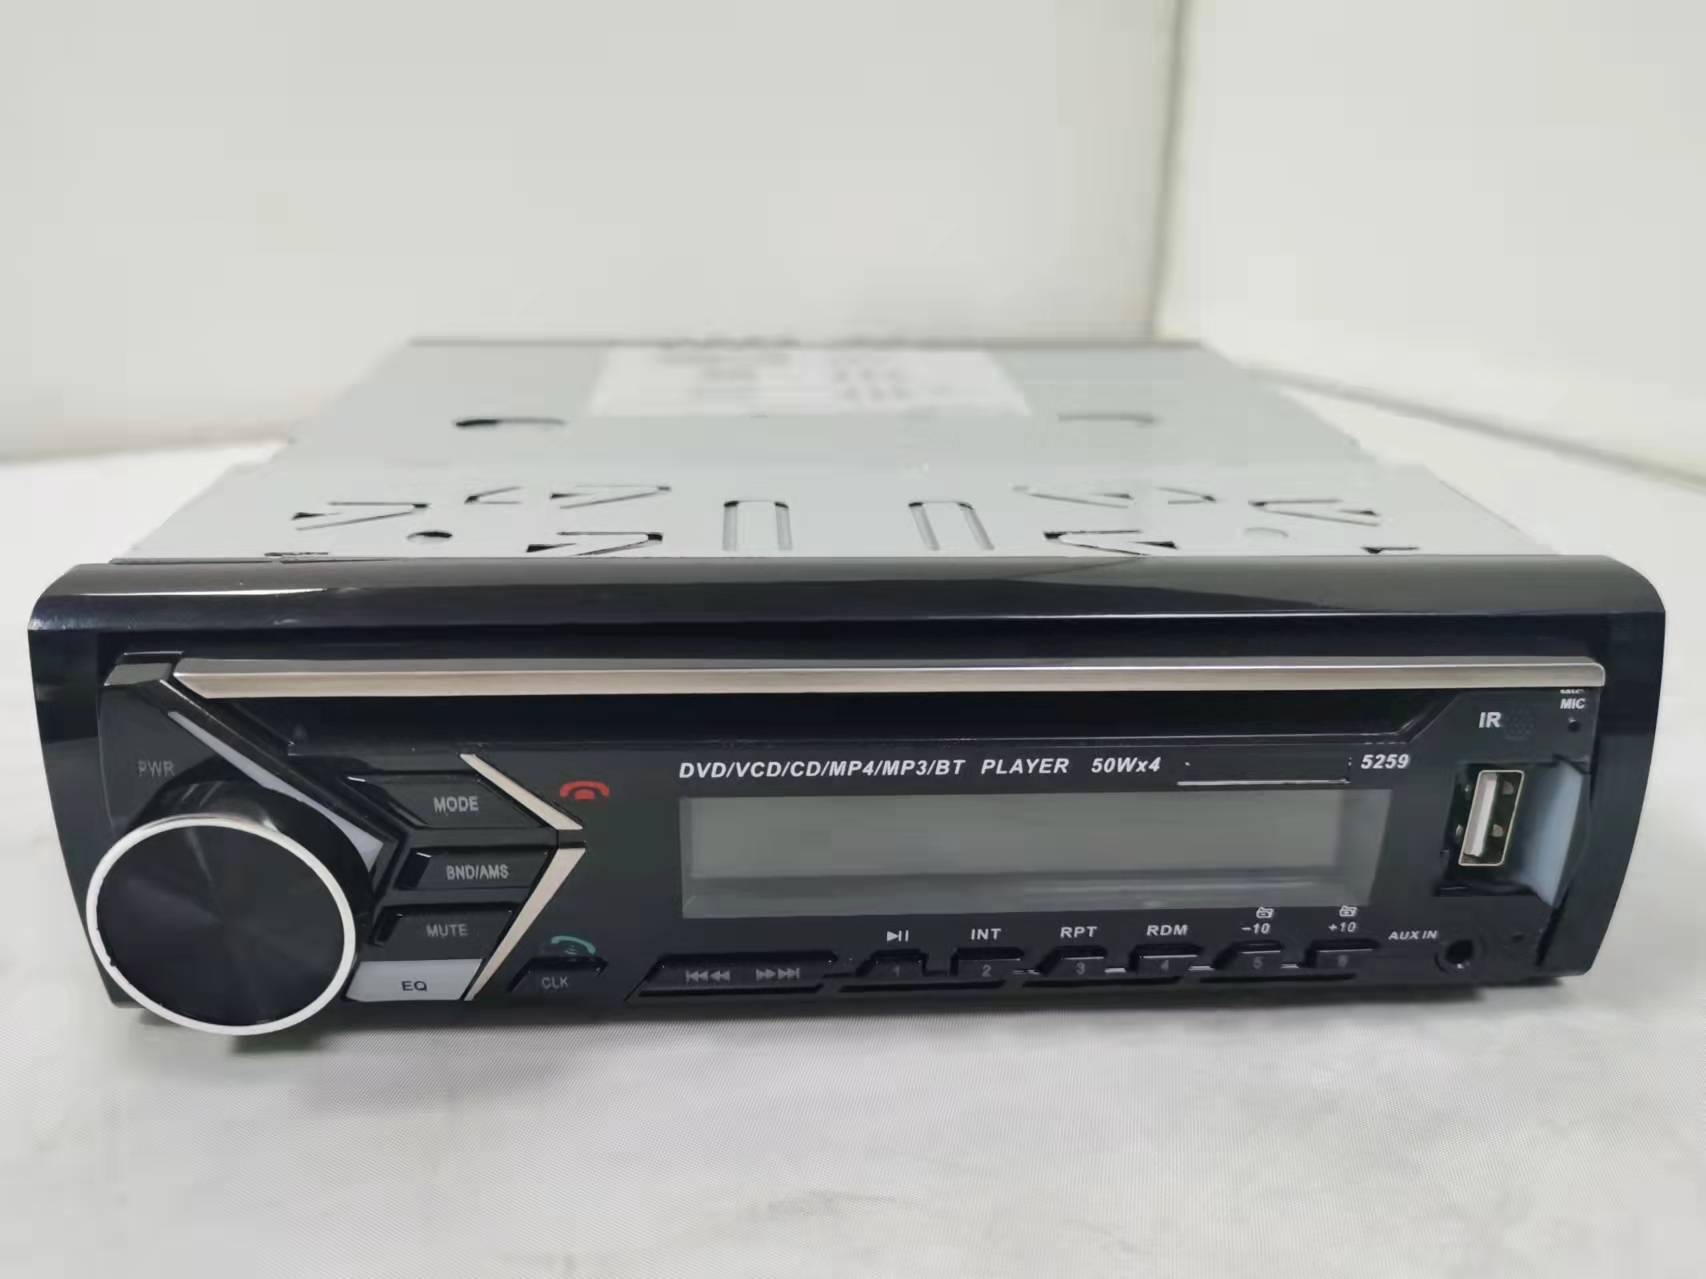 MIC
IR
PWR
DVD/VCD/CD/MP4/MP3/BT PLAYER 50Wx4
5259
MODE
BND/AMS
MUTE
EQ
CLK
INT
RPT
RDM
-10
+10
AUX IN
1
2
3
4
5
6